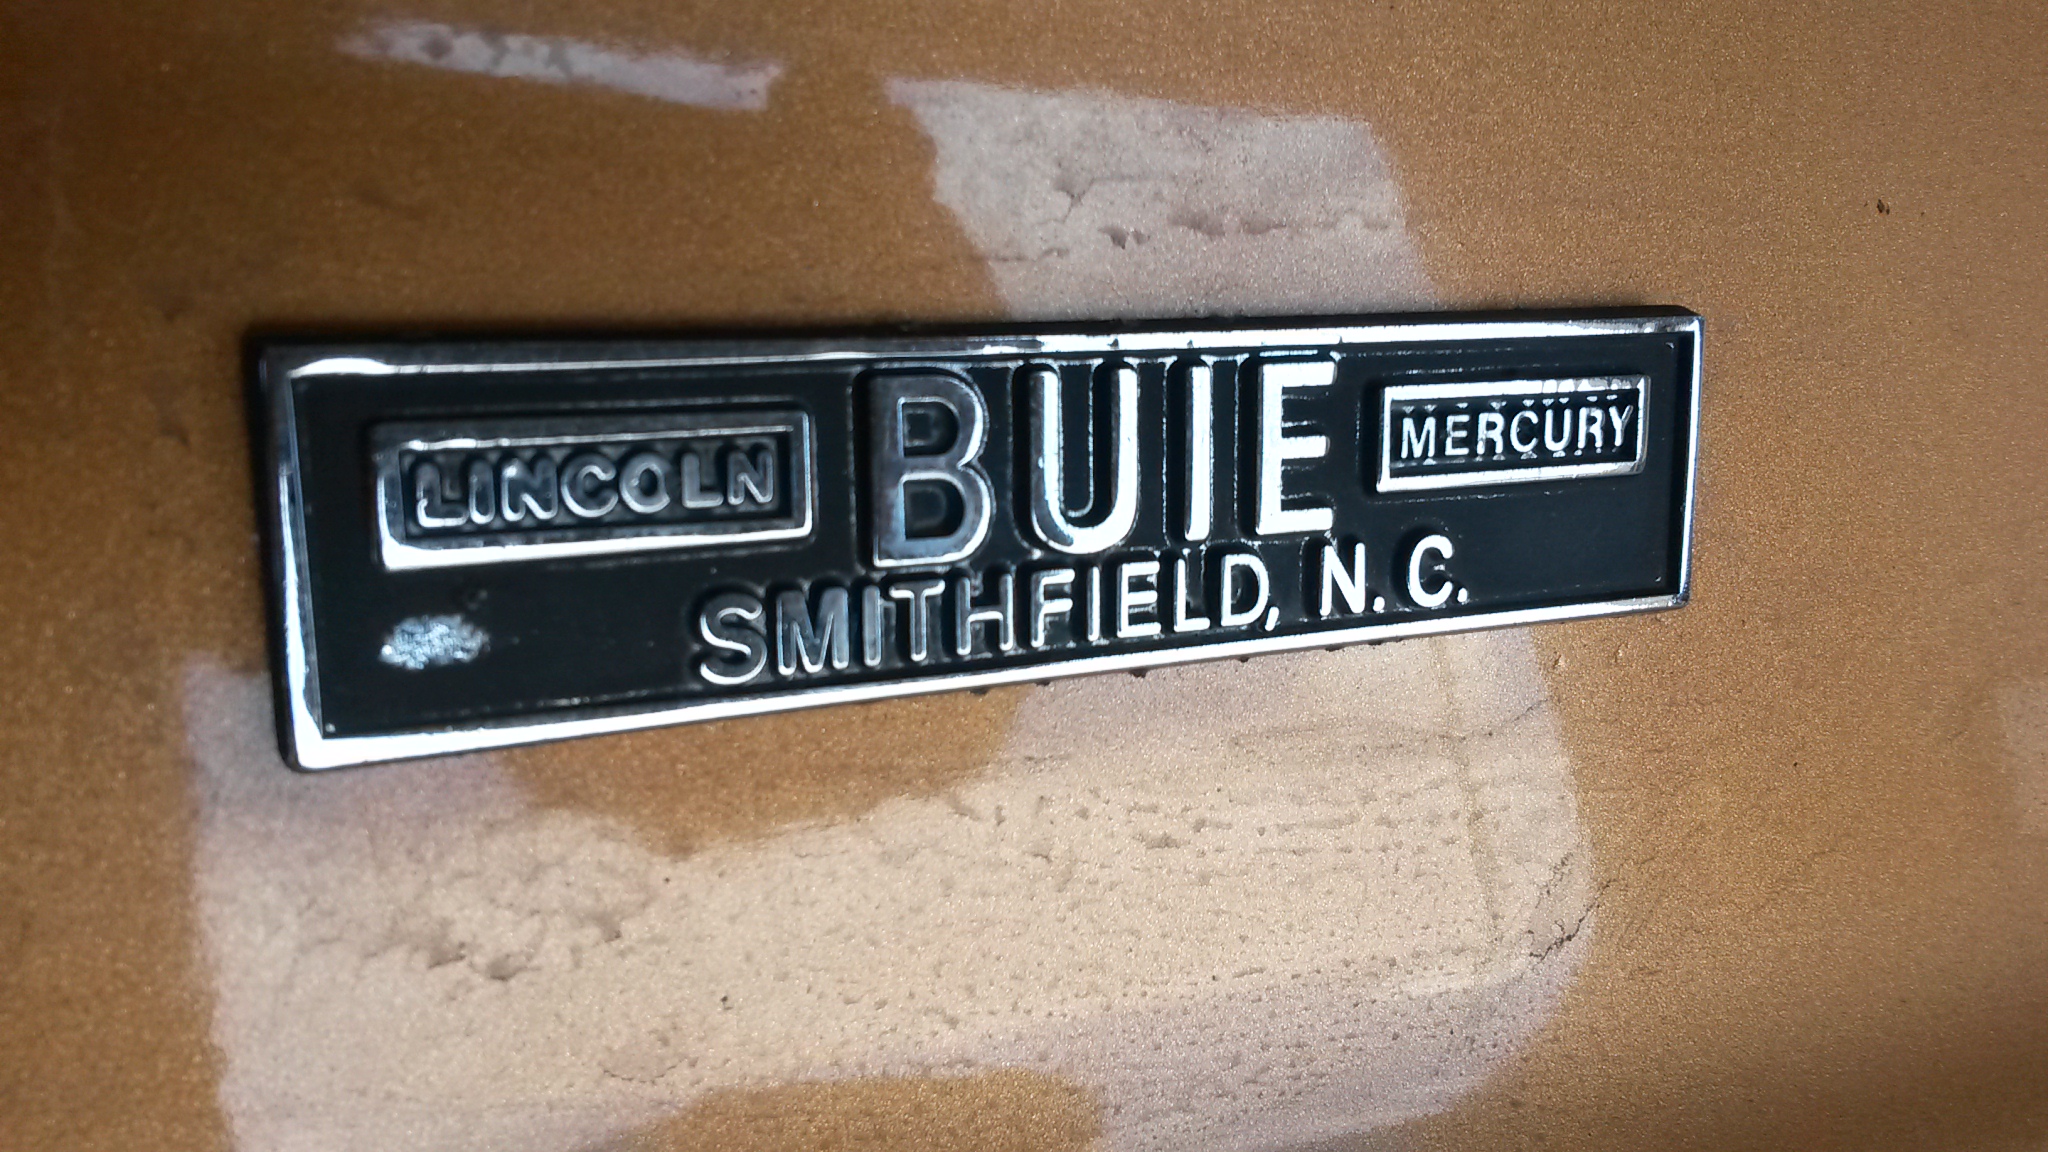 LINCOLN BUIE MERCURY
SMITHFIELD, N. C.